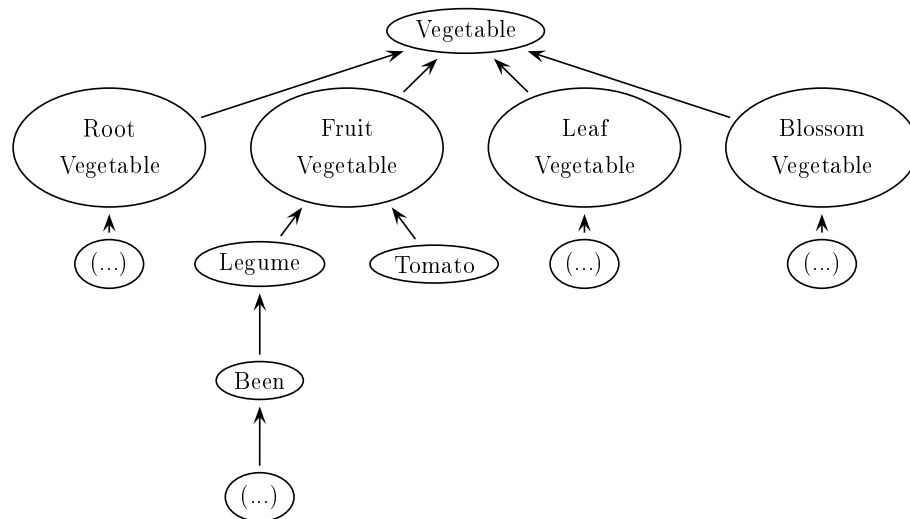 Vegetable
Root
Vegetable
Fruit
Vegetable
Leaf
Vegetable
Blossom
Vegetable
(...)
Legume
Tomato
(...)
(...)
Been
(...)